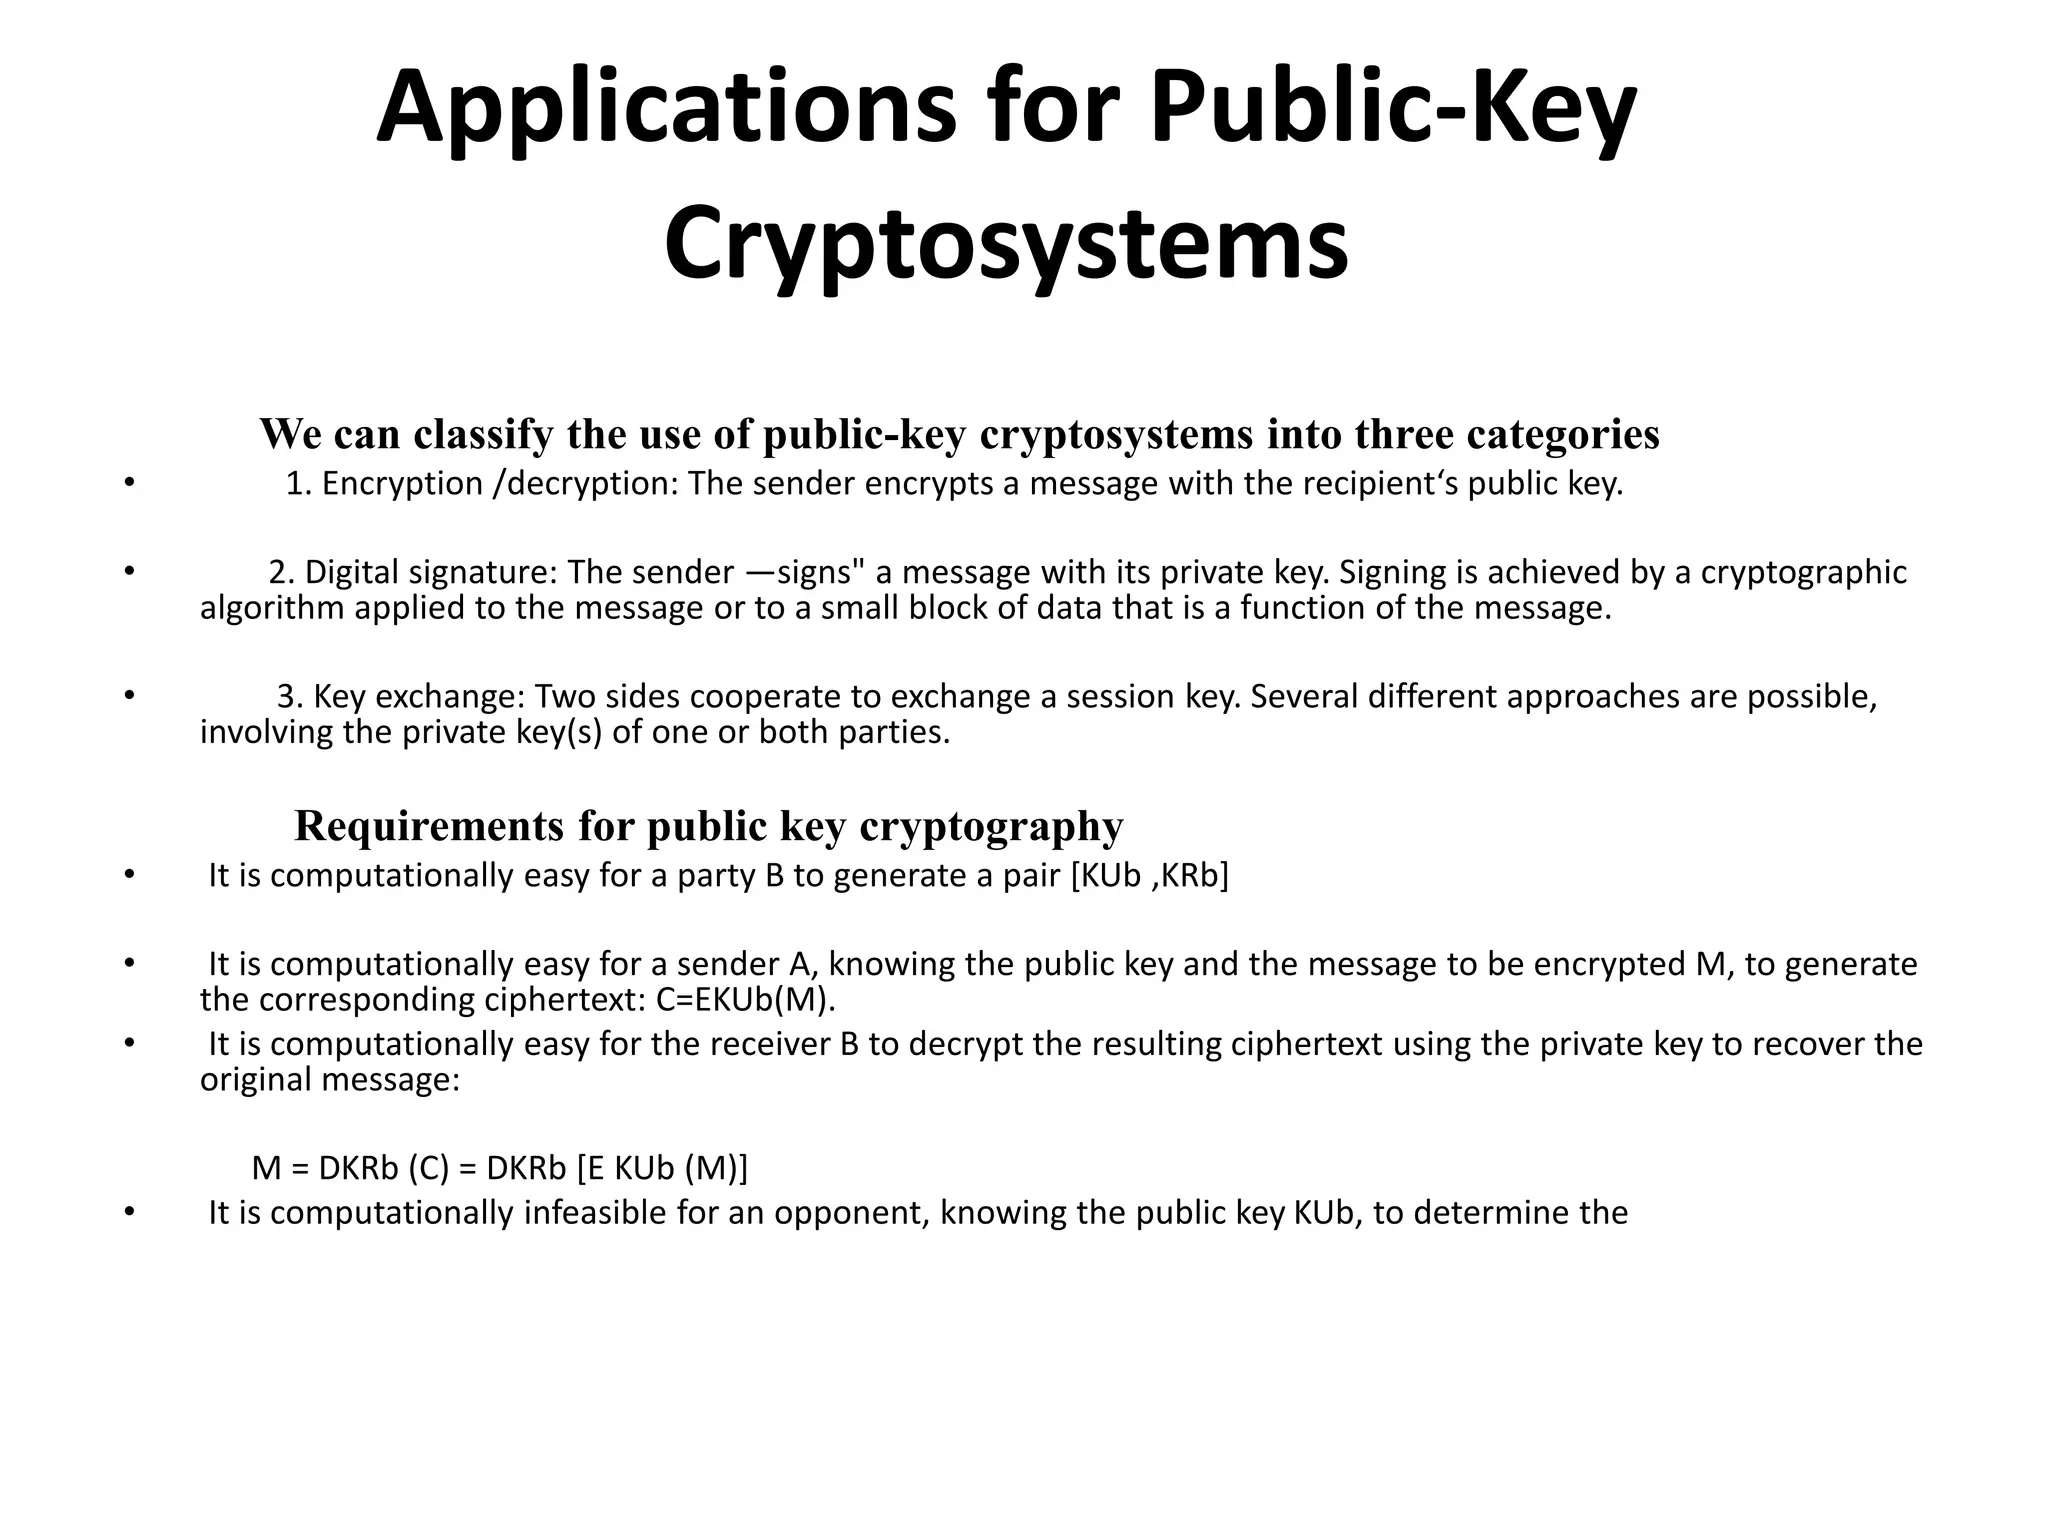 Applications for Public-Key
Cryptosystems
We can classify the use of public-key cryptosystems into three categories
• 1. Encryption /decryption: The sender encrypts a message with the recipient‘s public key.
• 2. Digital signature: The sender —signs" a message with its private key. Signing is achieved by a cryptographic
algorithm applied to the message or to a small block of data that is a function of the message.
• 3. Key exchange: Two sides cooperate to exchange a session key. Several different approaches are possible,
involving the private key(s) of one or both parties.
Requirements for public key cryptography
• It is computationally easy for a party B to generate a pair [KUb ,KRb]
• It is computationally easy for a sender A, knowing the public key and the message to be encrypted M, to generate
the corresponding ciphertext: C=EKUb(M).
• It is computationally easy for the receiver B to decrypt the resulting ciphertext using the private key to recover the
original message:
M = DKRb (C) = DKRb [E KUb (M)]
• It is computationally infeasible for an opponent, knowing the public key KUb, to determine the